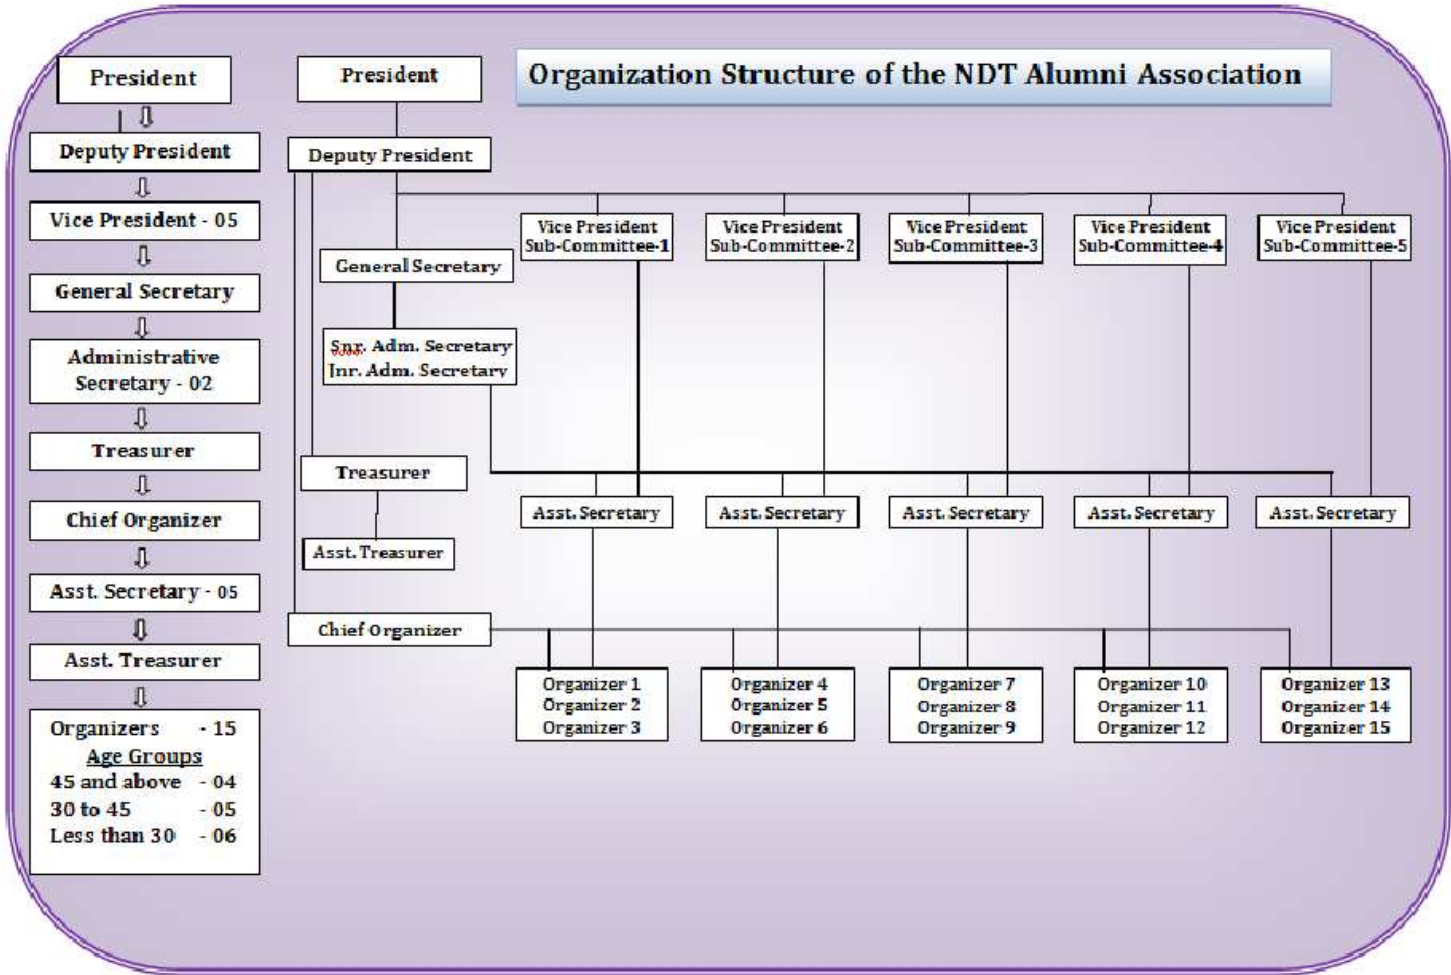 Organization Structure of the NDT Alumni Association
President
Deputy President
Vice President - 05
General Secretary
Administrative
Secretary - 02
Treasurer
Chief Organizer
Asst. Secretary - 05
Asst. Treasurer
Organizers - 15
Age Groups
45 and above - 04
30 to 45 - 05
Less than 30 - 06
President
Deputy President
Vice President
Sub-Committee-1
Vice President
Sub-Committee-2
Vice President
Sub-Committee-3
Vice President
Sub-Committee-4
Vice President
Sub-Committee-5
General Secretary
Snr. Adm. Secretary
Jnr. Adm. Secretary
Treasurer
Asst. Treasurer
Asst. Secretary
Asst. Secretary
Asst. Secretary
Asst. Secretary
Asst. Secretary
Chief Organizer
Organizer 1
Organizer 2
Organizer 3
Organizer 4
Organizer 5
Organizer 6
Organizer 7
Organizer 8
Organizer 9
Organizer 10
Organizer 11
Organizer 12
Organizer 13
Organizer 14
Organizer 15